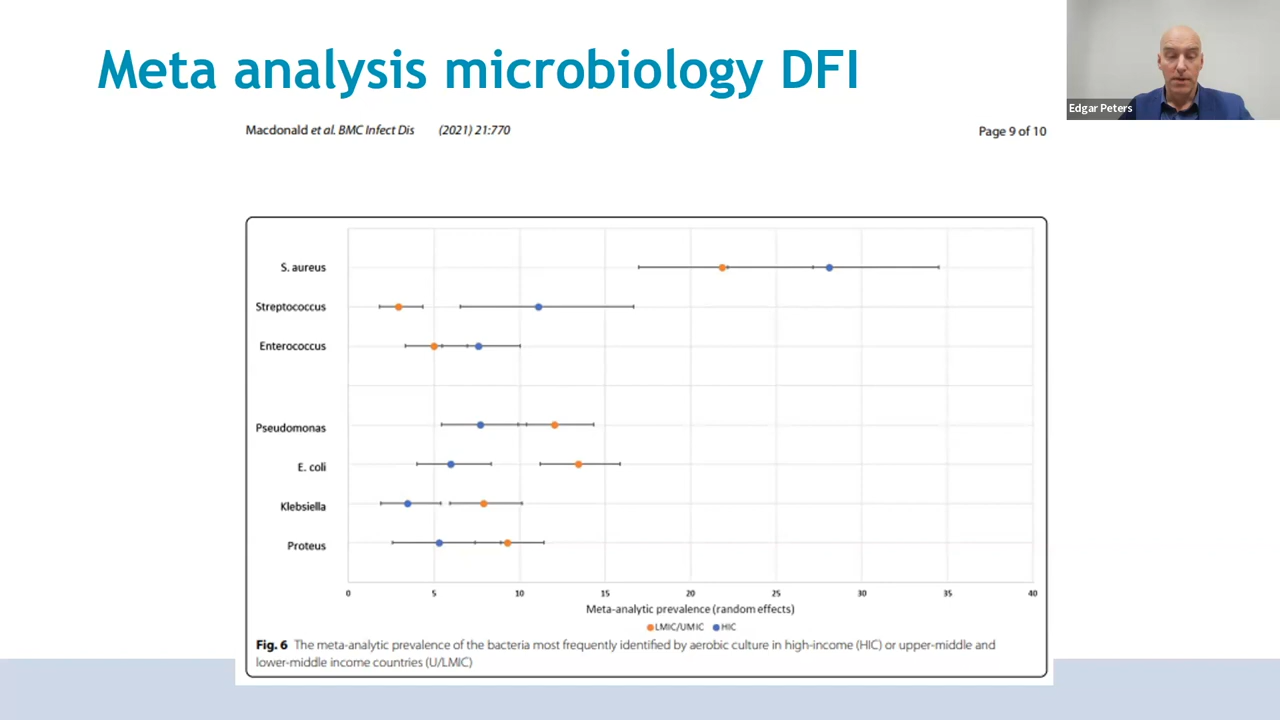 Meta analysis microbiology DFI
Edgar Peters
Macdonald et al. BMC Infect Dis (2021) 21:770
Page 9 of 10
S. aureus
Streptococcus
Enterococcus
Pseudomonas
E. coli
Klebsiella
Proteus
0 5 10 15 20 25 30 35 40
Meta-analytic prevalence (random effects)
LMIC/UMIC HIC
Fig. 6 The meta-analytic prevalence of the bacteria most frequently identified by aerobic culture in high-income (HIC) or upper-middle and
lower-middle income countries (U/LMIC)